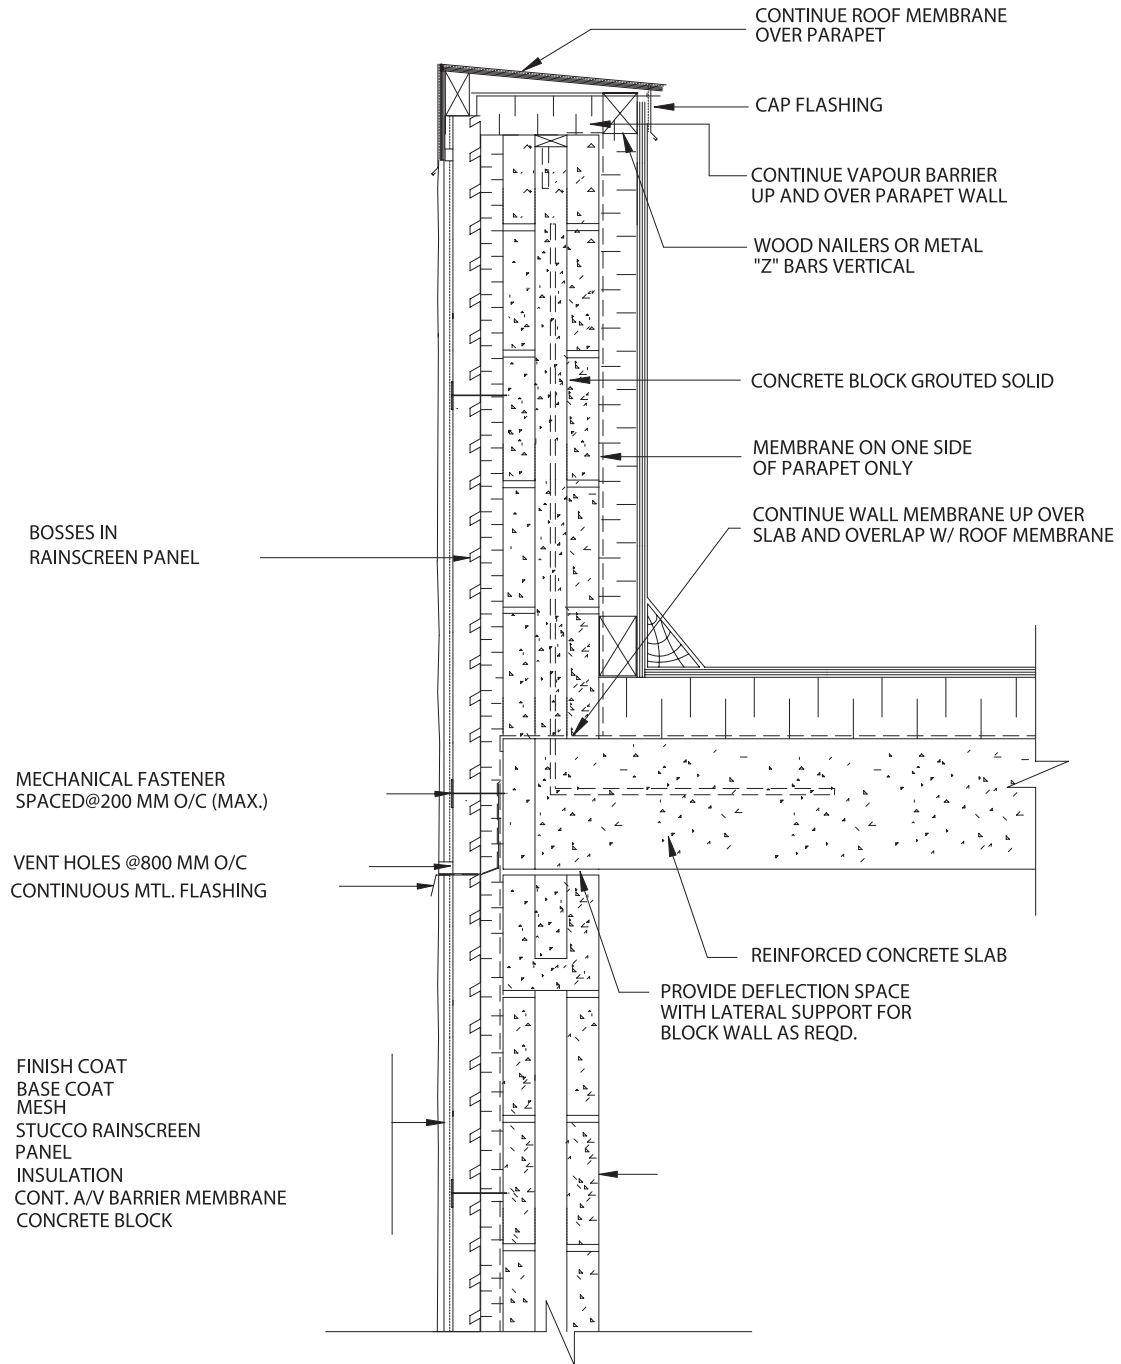 CONTINUE ROOF MEMBRANE
OVER PARAPET
CAP FLASHING
CONTINUE VAPOUR BARRIER
UP AND OVER PARAPET WALL
WOOD NAILERS OR METAL
"Z" BARS VERTICAL
CONCRETE BLOCK GROUTED SOLID
MEMBRANE ON ONE SIDE
OF PARAPET ONLY
CONTINUE WALL MEMBRANE UP OVER
SLAB AND OVERLAP W/ ROOF MEMBRANE
BOSSES IN
RAINSCREEN PANEL
MECHANICAL FASTENER
SPACED@200 MM O/C (MAX.)
VENT HOLES @800 MM O/C
CONTINUOUS MTL. FLASHING
REINFORCED CONCRETE SLAB
PROVIDE DEFLECTION SPACE
WITH LATERAL SUPPORT FOR
BLOCK WALL AS REQD.
FINISH COAT
BASE COAT
MESH
STUCCO RAINSCREEN
PANEL
INSULATION
CONT. A/V BARRIER MEMBRANE
CONCRETE BLOCK